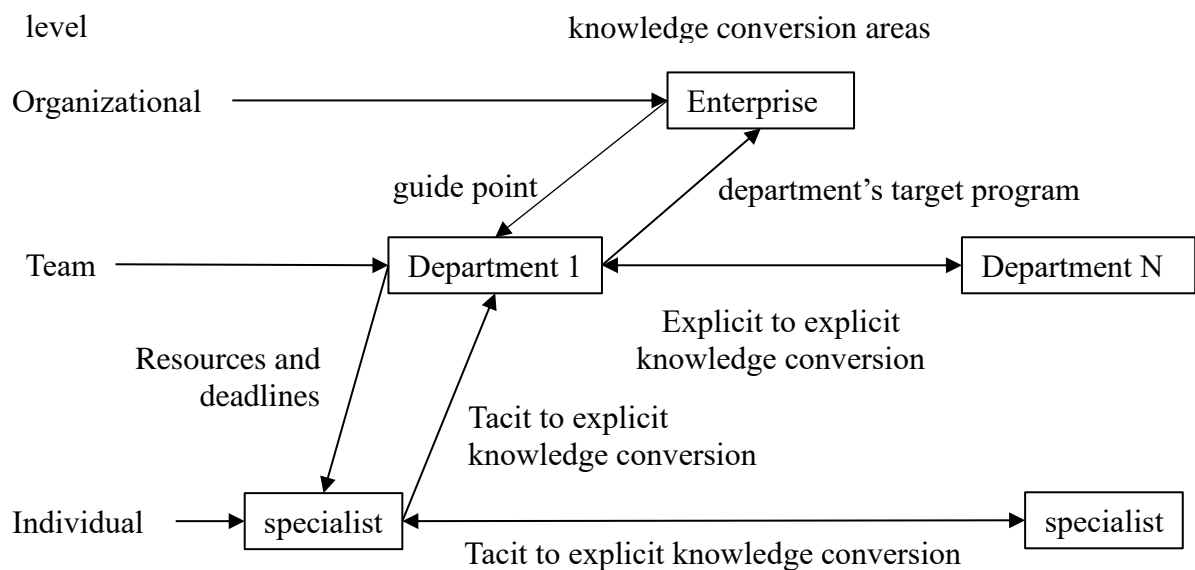 level
knowledge conversion areas
Organizational
Enterprise
guide point
department’s target program
Team
Department 1
Department N
Explicit to explicit
knowledge conversion
Resources and
deadlines
Tacit to explicit
knowledge conversion
Individual
specialist
specialist
Tacit to explicit knowledge conversion